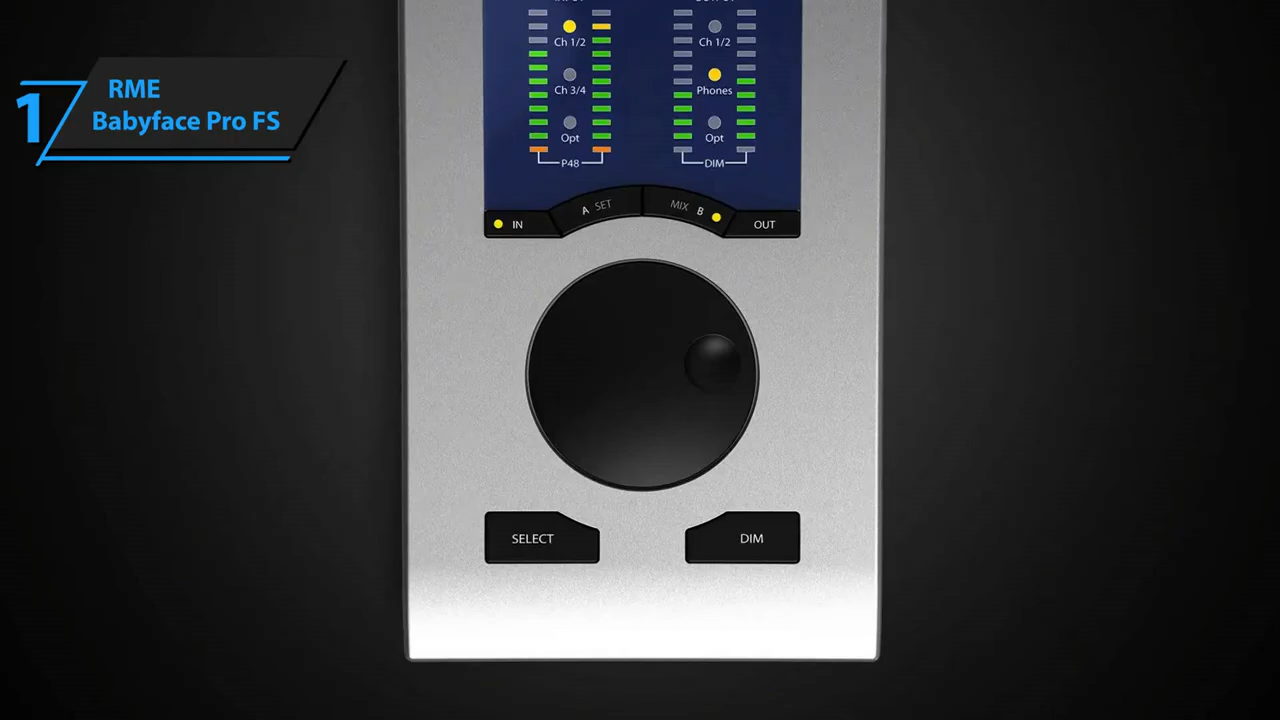 1
RME
Babyface Pro FS
Ch 1/2
Ch 1/2
Ch 3/4
Phones
Opt
Opt
P48
DIM
IN
A SET
MIX B
OUT
SELECT
DIM